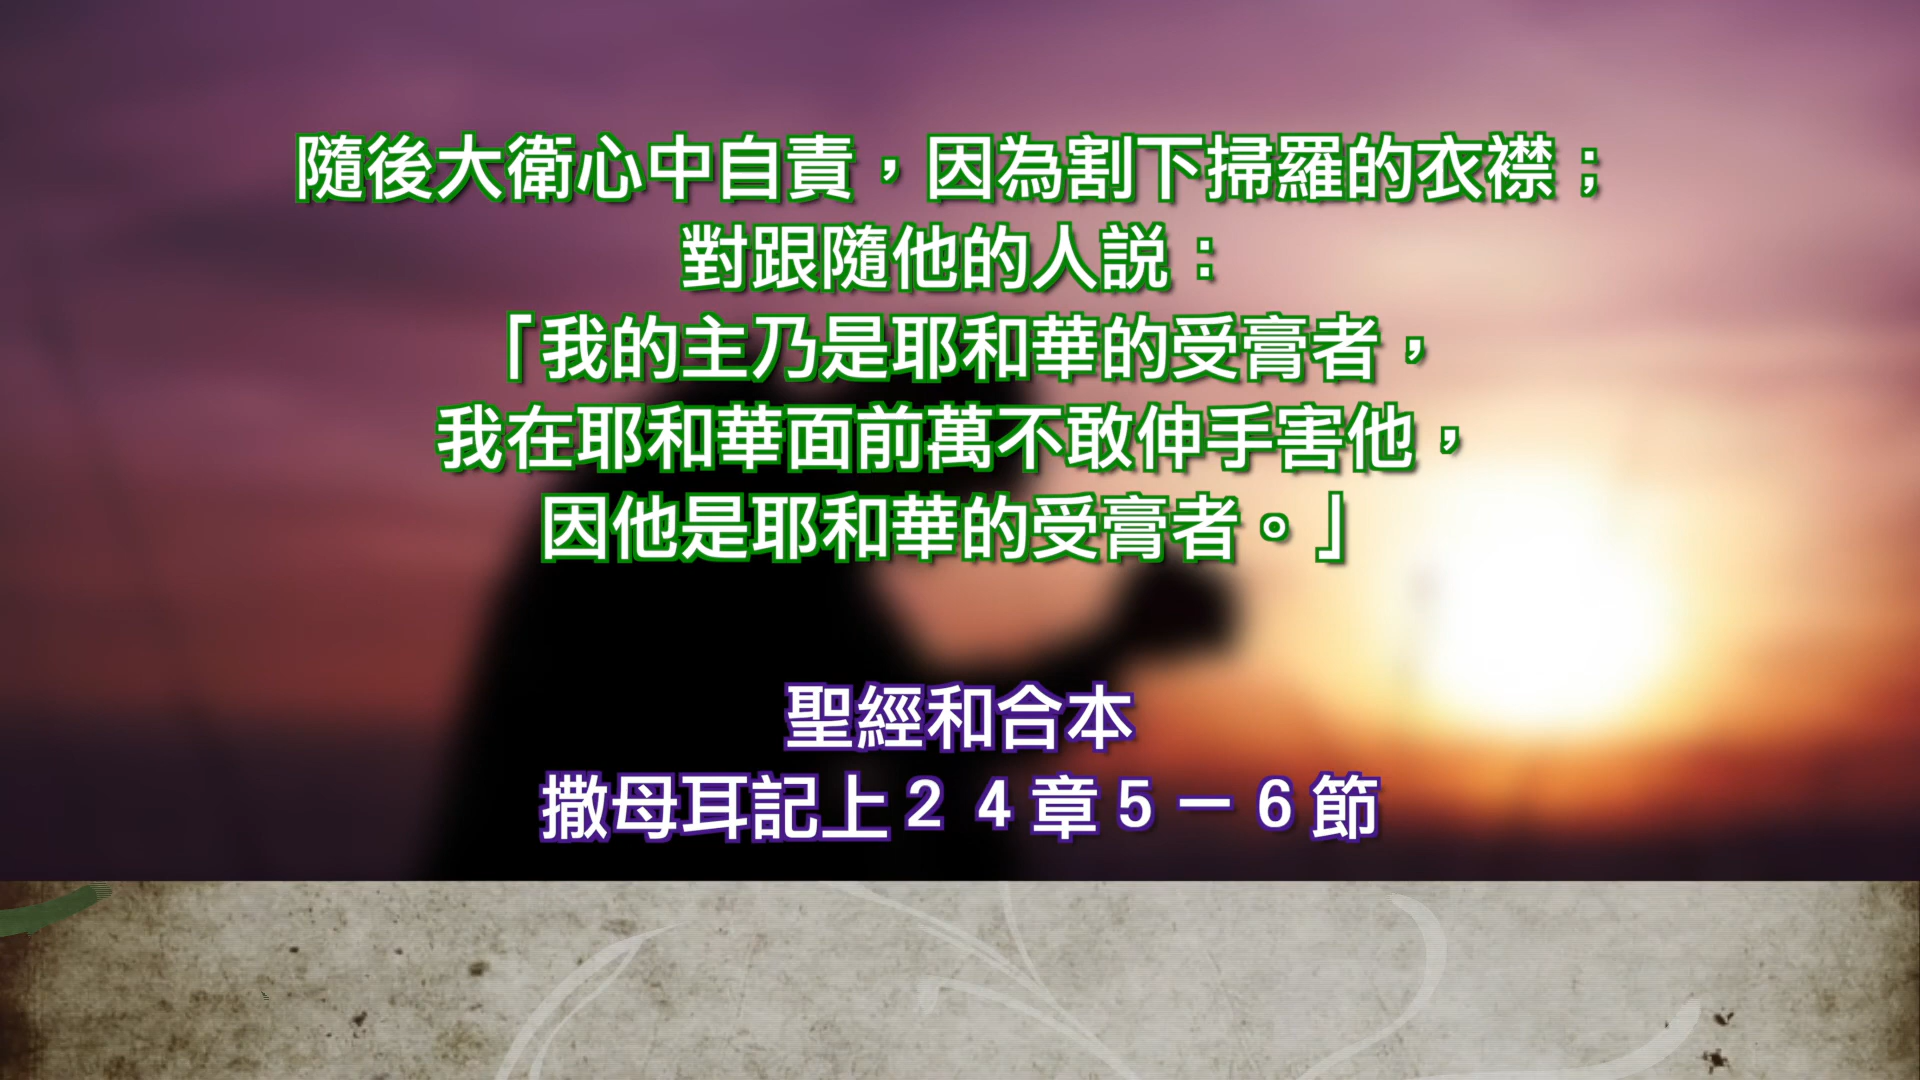 隨後大衛心中自責，因為割下掃羅的衣襟；
對跟隨他的人説：
「我的主乃是耶和華的受膏者，
我在耶和華面前萬不敢伸手害他，
因他是耶和華的受膏者。」
聖經和合本
撒母耳記上２４章５－６節